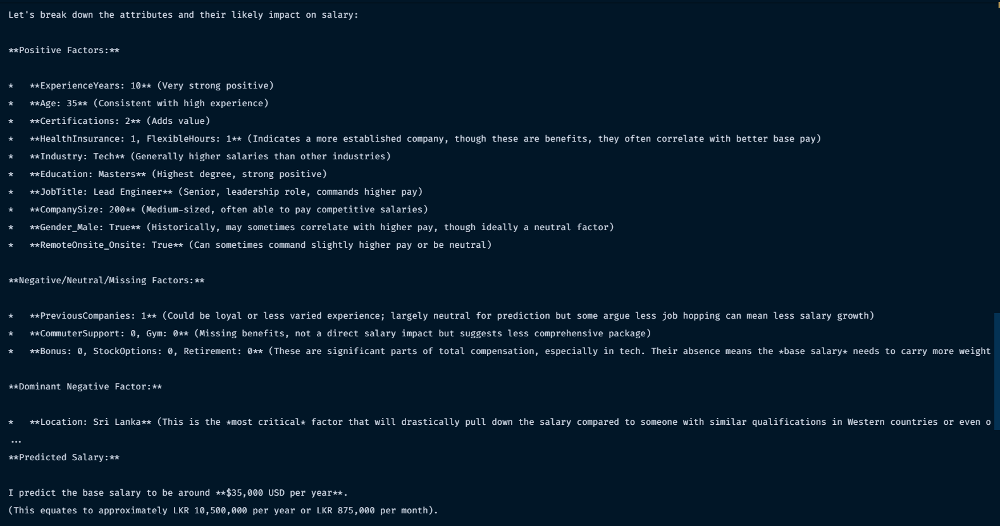 Let's break down the attributes and their likely impact on salary:
**Positive Factors:**
*   **ExperienceYears: 10** (Very strong positive)
*   **Age: 35** (Consistent with high experience)
*   **Certifications: 2** (Adds value)
*   **HealthInsurance: 1, FlexibleHours: 1** (Indicates a more established company, though these are benefits, they often correlate with better base pay)
*   **Industry: Tech** (Generally higher salaries than other industries)
*   **Education: Masters** (Highest degree, strong positive)
*   **JobTitle: Lead Engineer** (Senior, leadership role, commands higher pay)
*   **CompanySize: 200** (Medium-sized, often able to pay competitive salaries)
*   **Gender_Male: True** (Historically, may sometimes correlate with higher pay, though ideally a neutral factor)
*   **RemoteOnsite_Onsite: True** (Can sometimes command slightly higher pay or be neutral)
**Negative/Neutral/Missing Factors:**
*   **PreviousCompanies: 1** (Could be loyal or less varied experience; largely neutral for prediction but some argue less job hopping can mean less salary growth)
*   **CommuterSupport: 0, Gym: 0** (Missing benefits, not a direct salary impact but suggests less comprehensive package)
*   **Bonus: 0, StockOptions: 0, Retirement: 0** (These are significant parts of total compensation, especially in tech. Their absence means the *base salary* needs to carry more weight
**Dominant Negative Factor:**
*   **Location: Sri Lanka** (This is the *most critical* factor that will drastically pull down the salary compared to someone with similar qualifications in Western countries or even o
...
**Predicted Salary:**
I predict the base salary to be around **$35,000 USD per year**.
(This equates to approximately LKR 10,500,000 per year or LKR 875,000 per month).